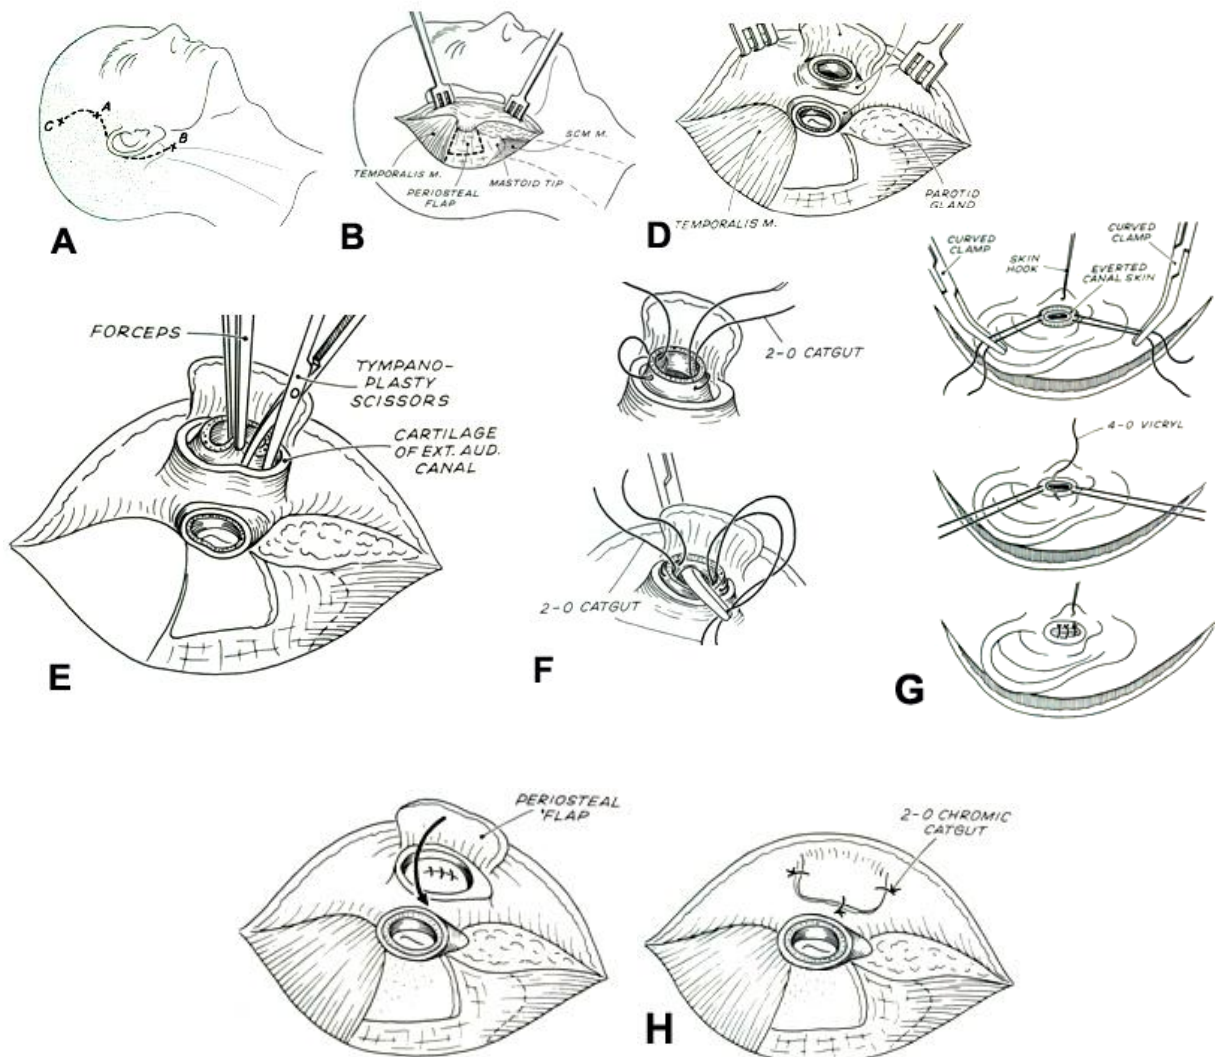 A
C
B
A
SCM M.
TEMPORALIS M.
MASTOID TIP
PERIOSTEAL
FLAP
B
PAROTID
GLAND
TEMPORALIS M.
D
CURVED
CLAMP
SKIN
HOOK
EVERTED
CANAL SKIN
CURVED
CLAMP
4-0 VICRYL
G
FORCEPS
TYMPANO-
PLASTY
SCISSORS
CARTILAGE
OF EXT. AUD.
CANAL
E
2-0 CATGUT
2-0 CATGUT
F
PERIOSTEAL
FLAP
2-0 CHROMIC
CATGUT
H